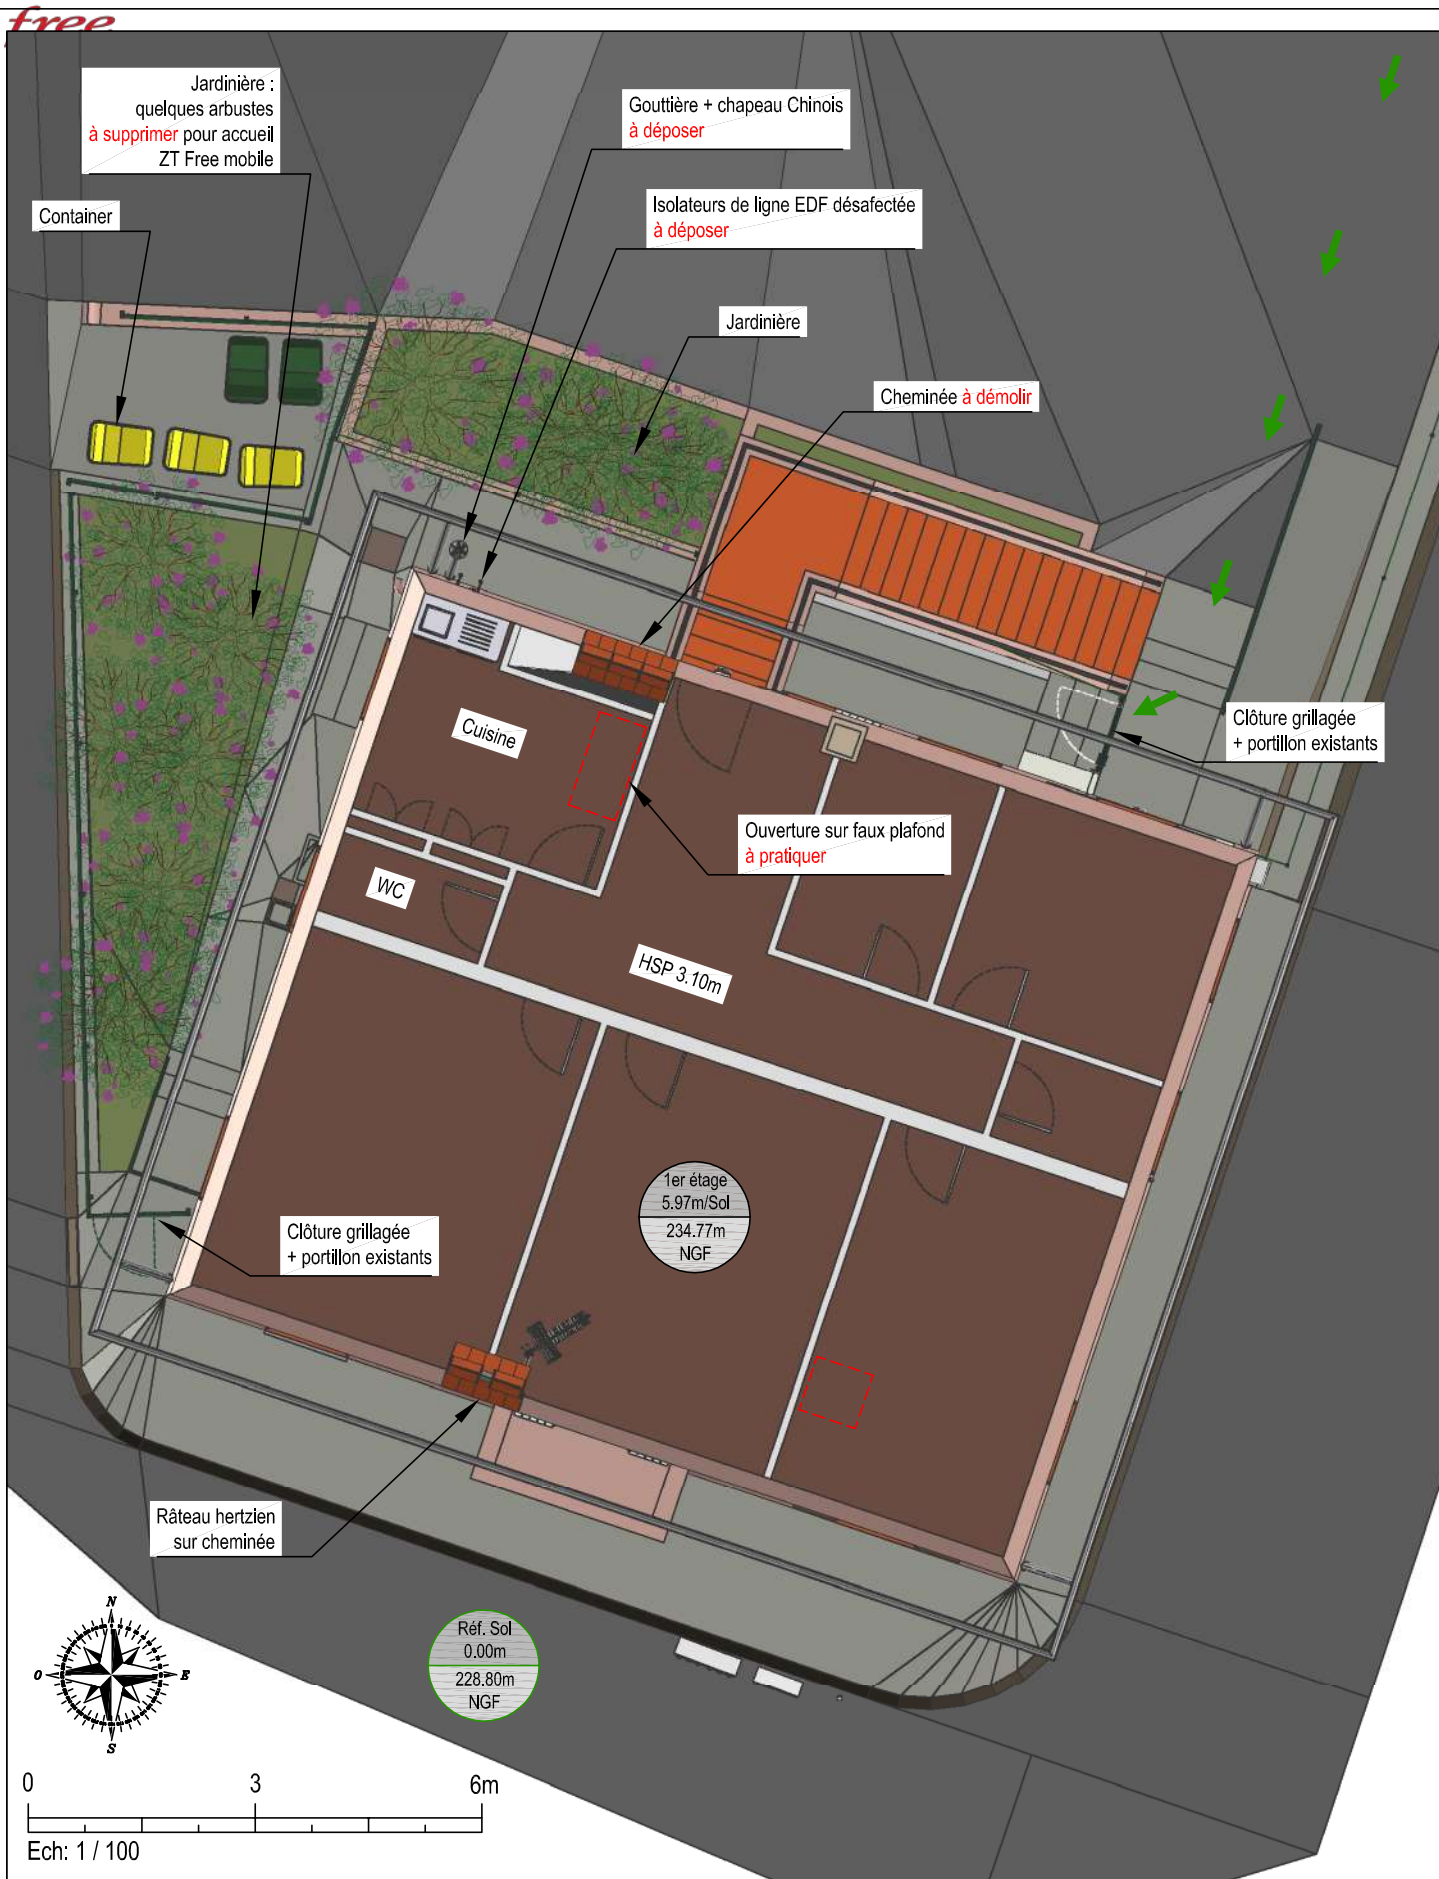 free
Jardinière :
quelques arbustes
à supprimer pour accueil
ZT Free mobile
Gouttière + chapeau Chinois
à déposer
Container
Isolateurs de ligne EDF désafectée
à déposer
Jardinière
Cheminée à démolir
Cuisine
Clôture grillagée
+ portillon existants
Ouverture sur faux plafond
à pratiquer
WC
HSP 3.10m
1er étage
5.97m/Sol
234.77m
NGF
Clôture grillagée
+ portillon existants
Râteau hertzien
sur cheminée
N
O
E
S
Réf. Sol
0.00m
228.80m
NGF
0 3 6m
Ech: 1 / 100